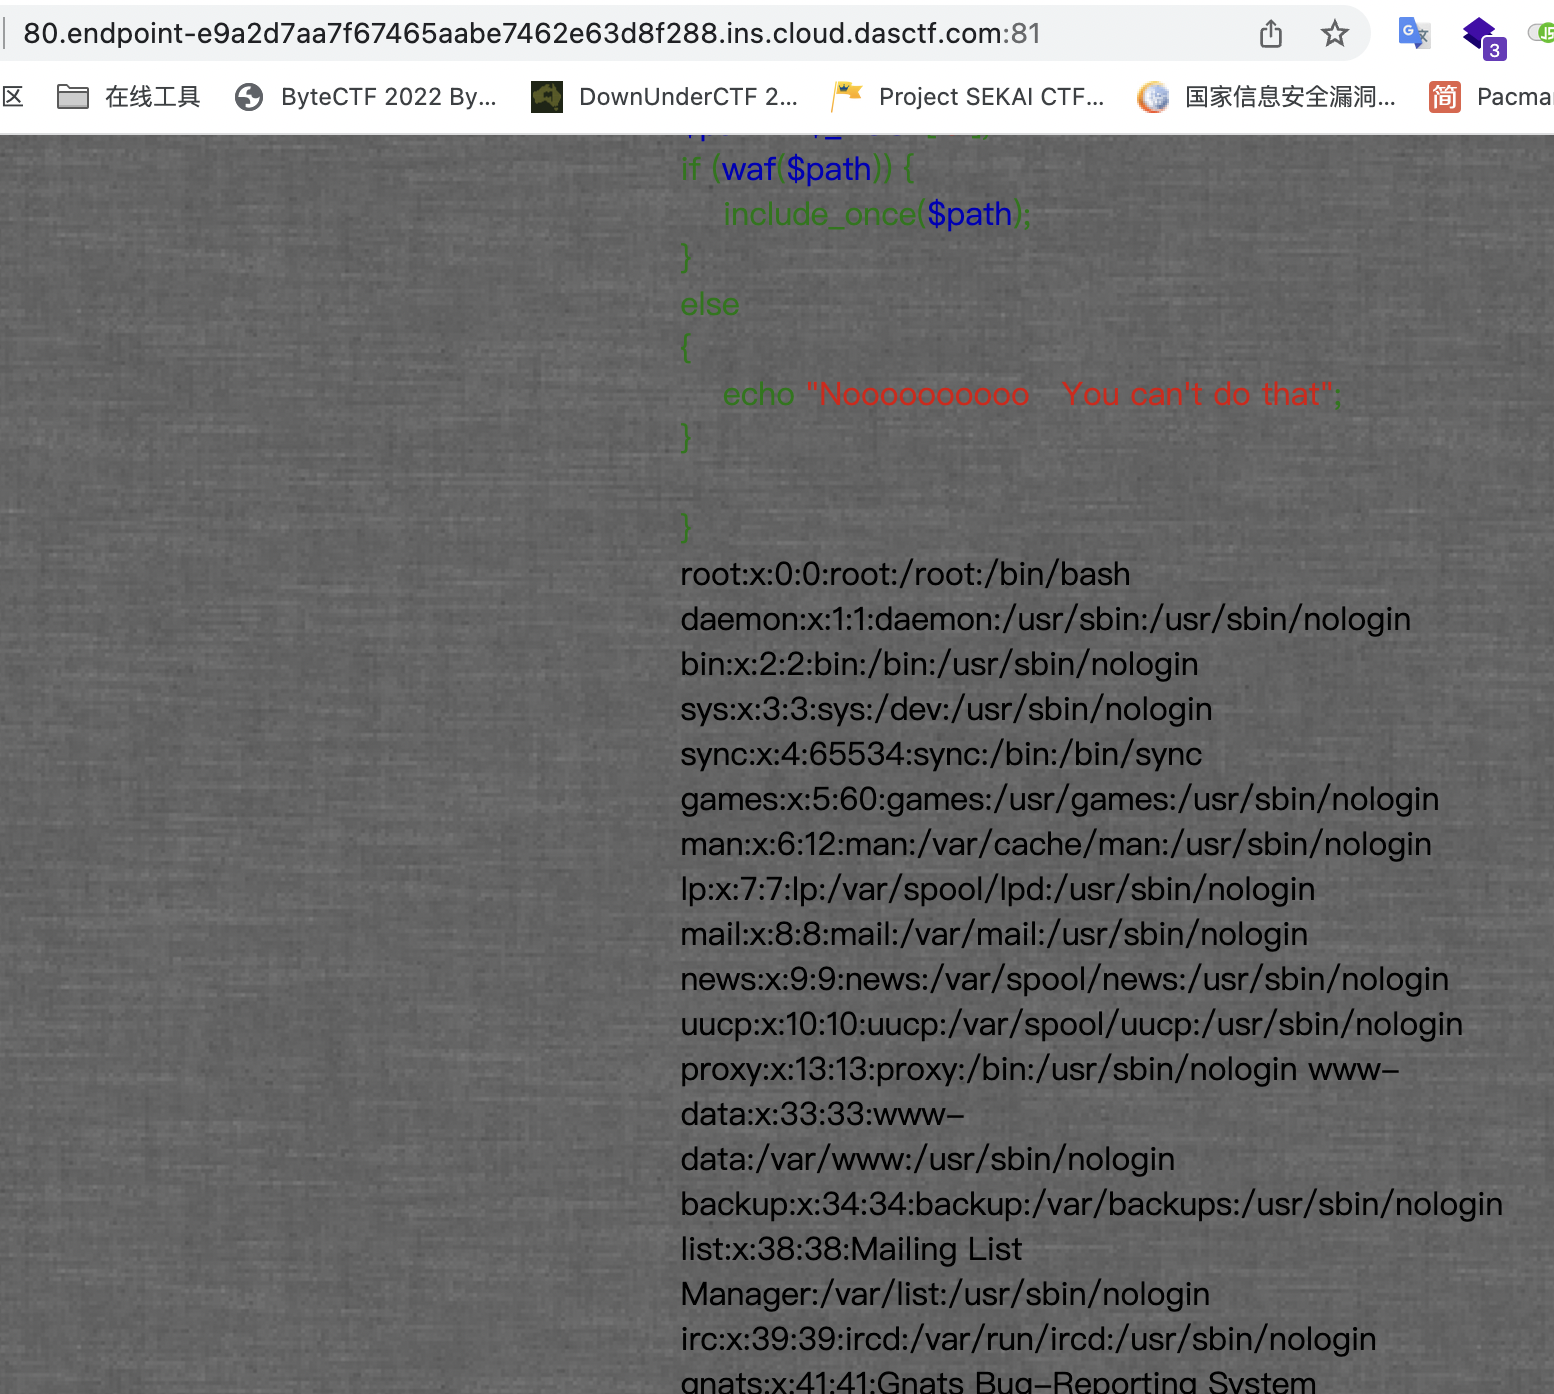 80.endpoint-e9a2d7aa7f67465aabe7462e63d8f288.ins.cloud.dasctf.com:81
3
区 在线工具 ByteCTF 2022 By... DownUnderCTF 2... Project SEKAI CTF... 国家信息安全漏洞... 简 Pacma
if (waf($path)) {
include_once($path);
}
else
{
echo "Noooooooooo  You can't do that";
}
}
root:x:0:0:root:/root:/bin/bash
daemon:x:1:1:daemon:/usr/sbin:/usr/sbin/nologin
bin:x:2:2:bin:/bin:/usr/sbin/nologin
sys:x:3:3:sys:/dev:/usr/sbin/nologin
sync:x:4:65534:sync:/bin:/bin/sync
games:x:5:60:games:/usr/games:/usr/sbin/nologin
man:x:6:12:man:/var/cache/man:/usr/sbin/nologin
lp:x:7:7:lp:/var/spool/lpd:/usr/sbin/nologin
mail:x:8:8:mail:/var/mail:/usr/sbin/nologin
news:x:9:9:news:/var/spool/news:/usr/sbin/nologin
uucp:x:10:10:uucp:/var/spool/uucp:/usr/sbin/nologin
proxy:x:13:13:proxy:/bin:/usr/sbin/nologin www-
data:x:33:33:www-
data:/var/www:/usr/sbin/nologin
backup:x:34:34:backup:/var/backups:/usr/sbin/nologin
list:x:38:38:Mailing List
Manager:/var/list:/usr/sbin/nologin
irc:x:39:39:ircd:/var/run/ircd:/usr/sbin/nologin
gnats:x:41:41:Gnats Bug-Reporting System